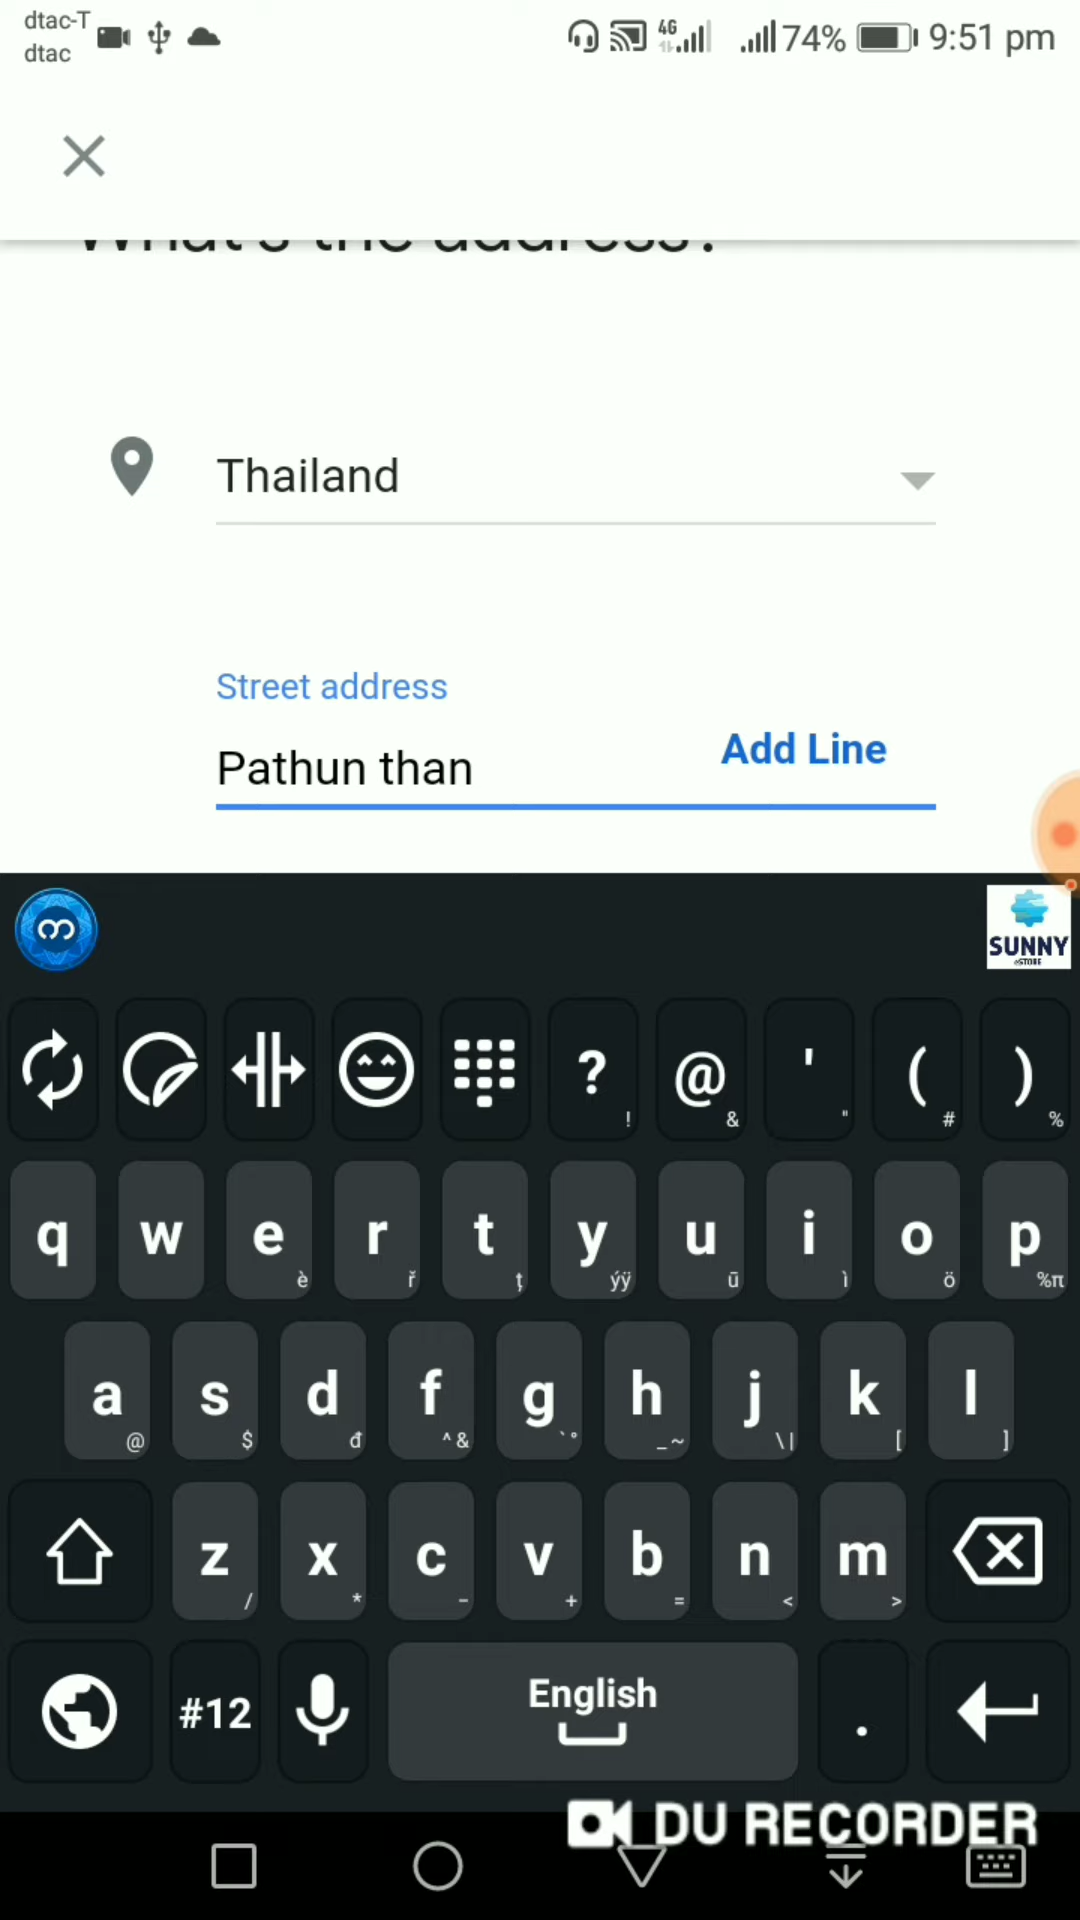 dtac-T
dtac
4G
74%
9:51 pm
What's the address?
Thailand
Street address
Pathun than
Add Line
SUNNY
eSTORE
? ! @ & ' " ( # ) %
q w e è r ř t ţ y ýÿ u ū i ì o ö p %π
a @ s $ d đ f ^ & g ` ° h _ ~ j \ | k [ l ]
z / x * c - v + b = n < m >
#12 English .
DU RECORDER